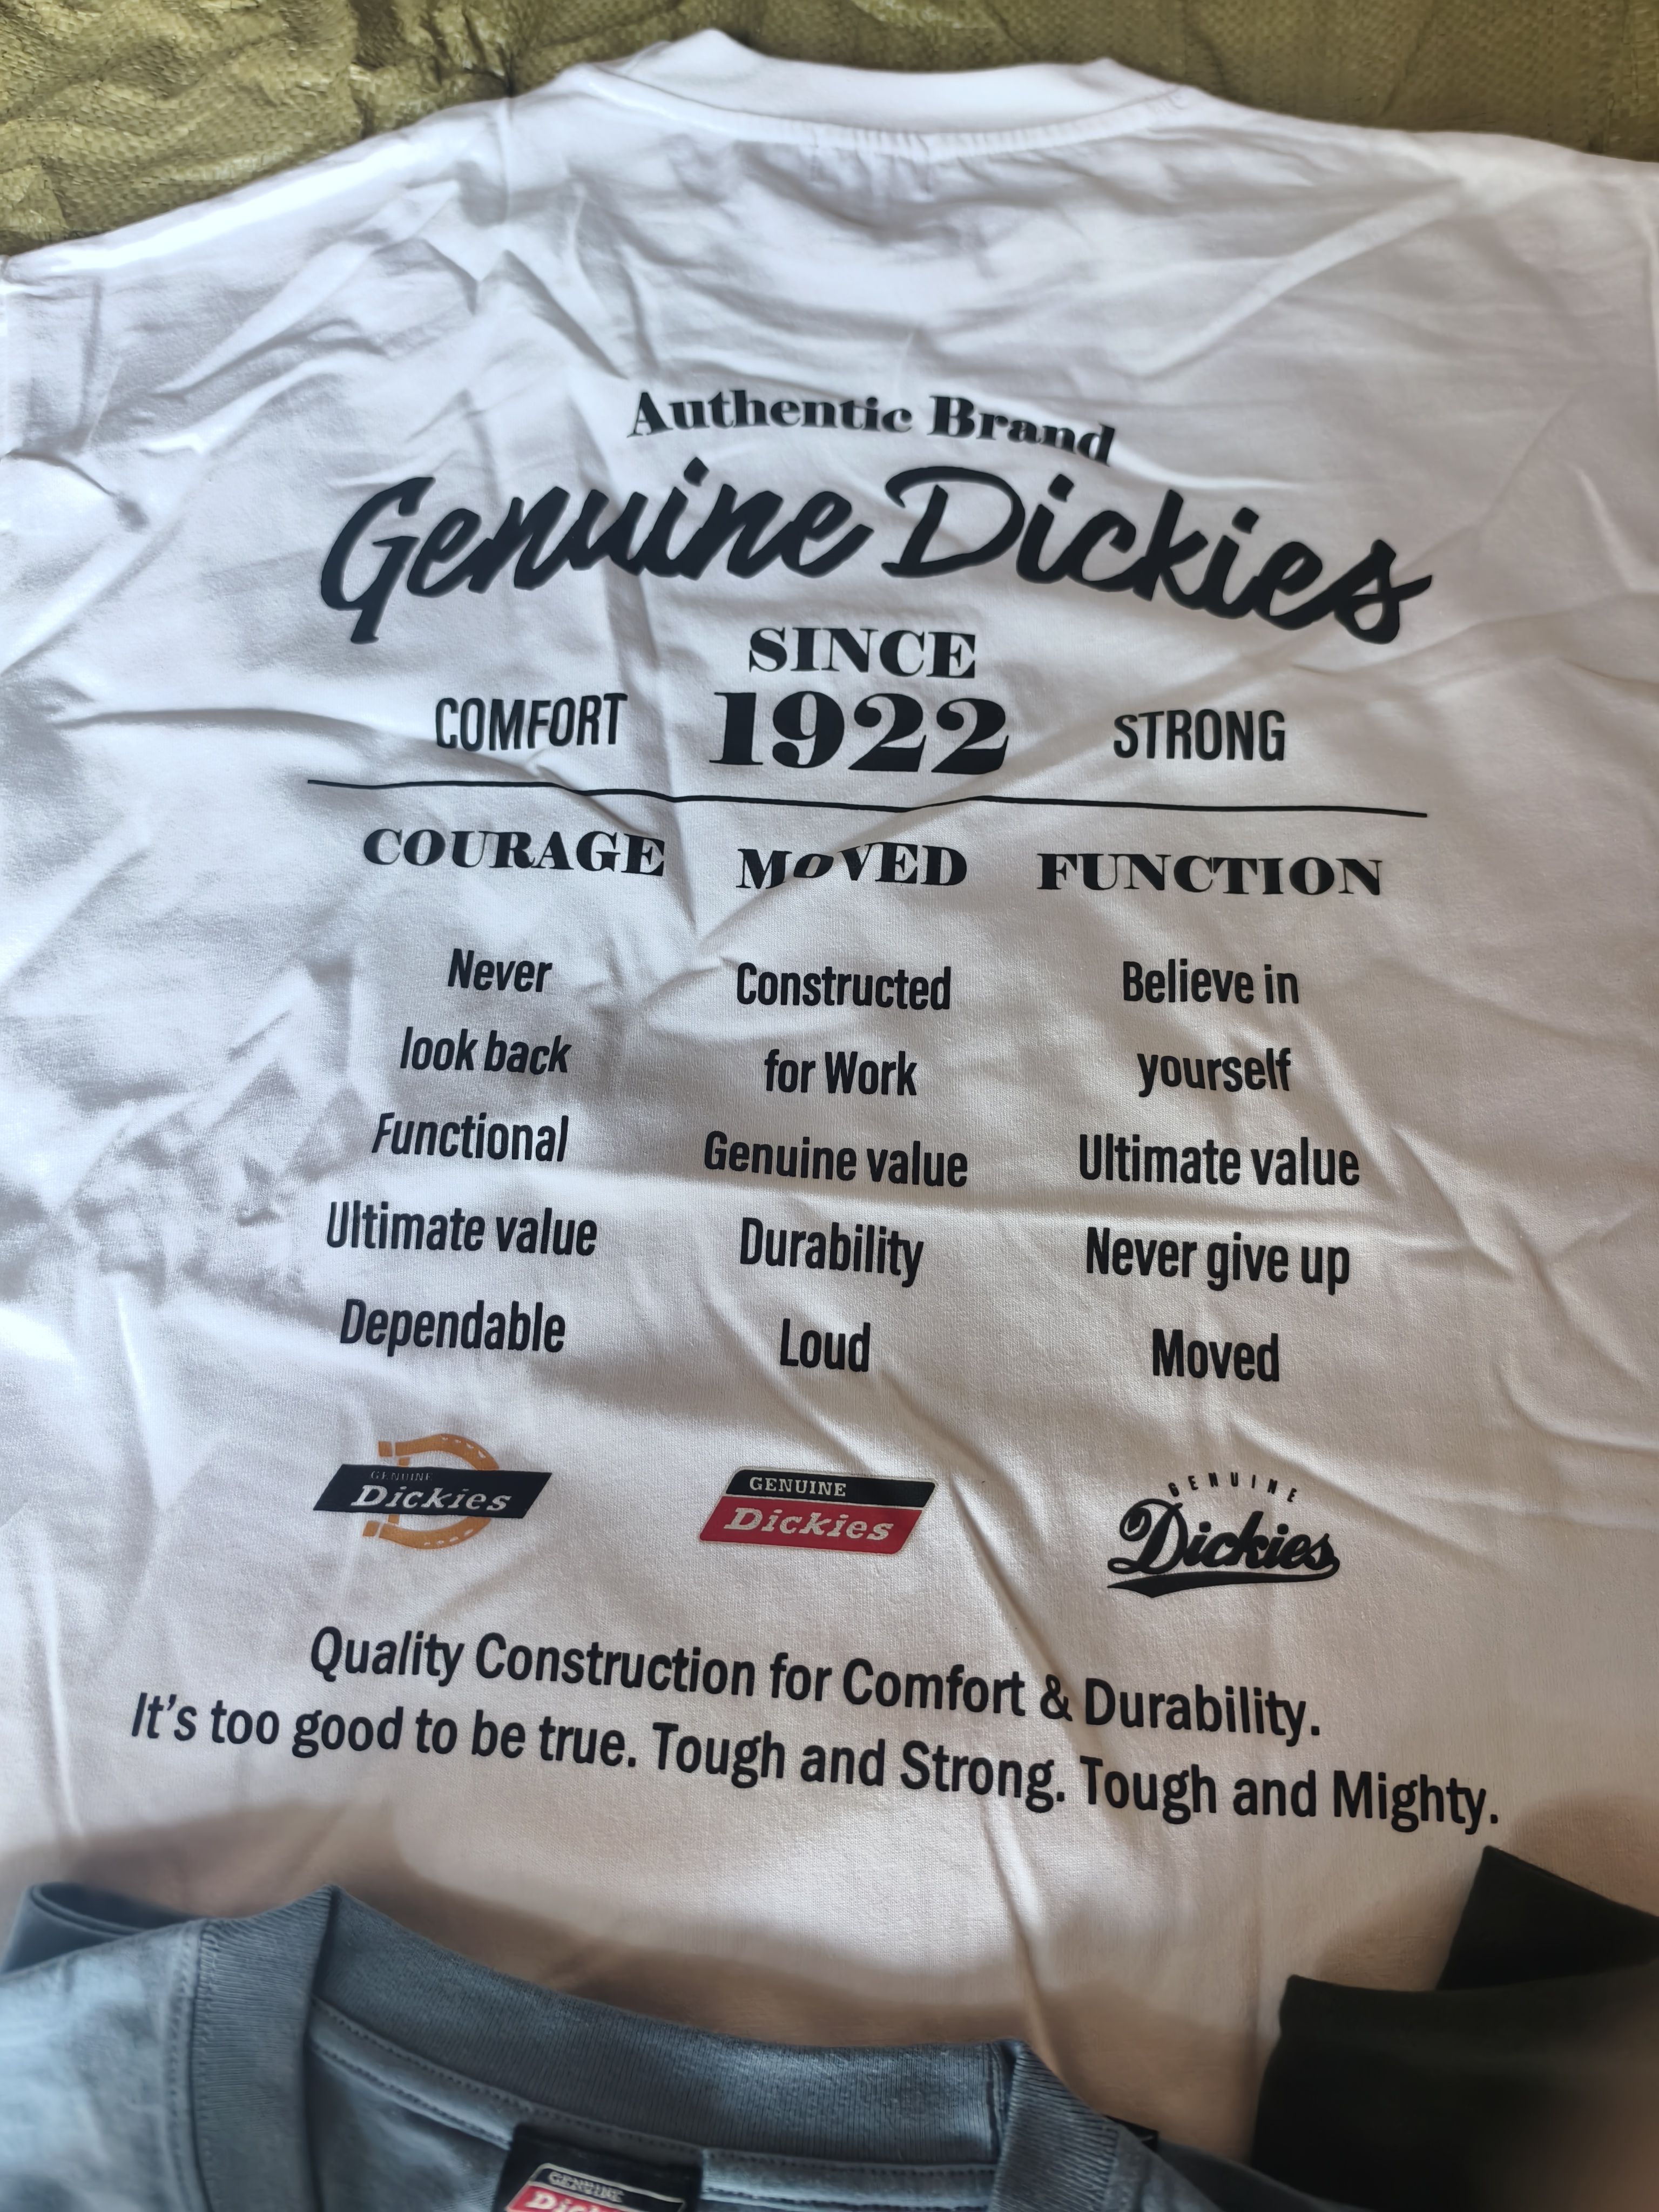 Authentic Brand
Genuine Dickies
SINCE
COMFORT 1922 STRONG
COURAGE MoVED FUNCTION
Never Constructed Believe in
look back for Work yourself
Functional Genuine value Ultimate value
Ultimate value Durability Never give up
Dependable Loud Moved
GENUINE GENUINE GENUINE
Dickies Dickies Dickies
Quality Construction for Comfort & Durability.
It's too good to be true. Tough and Strong. Tough and Mighty.
GENUINE